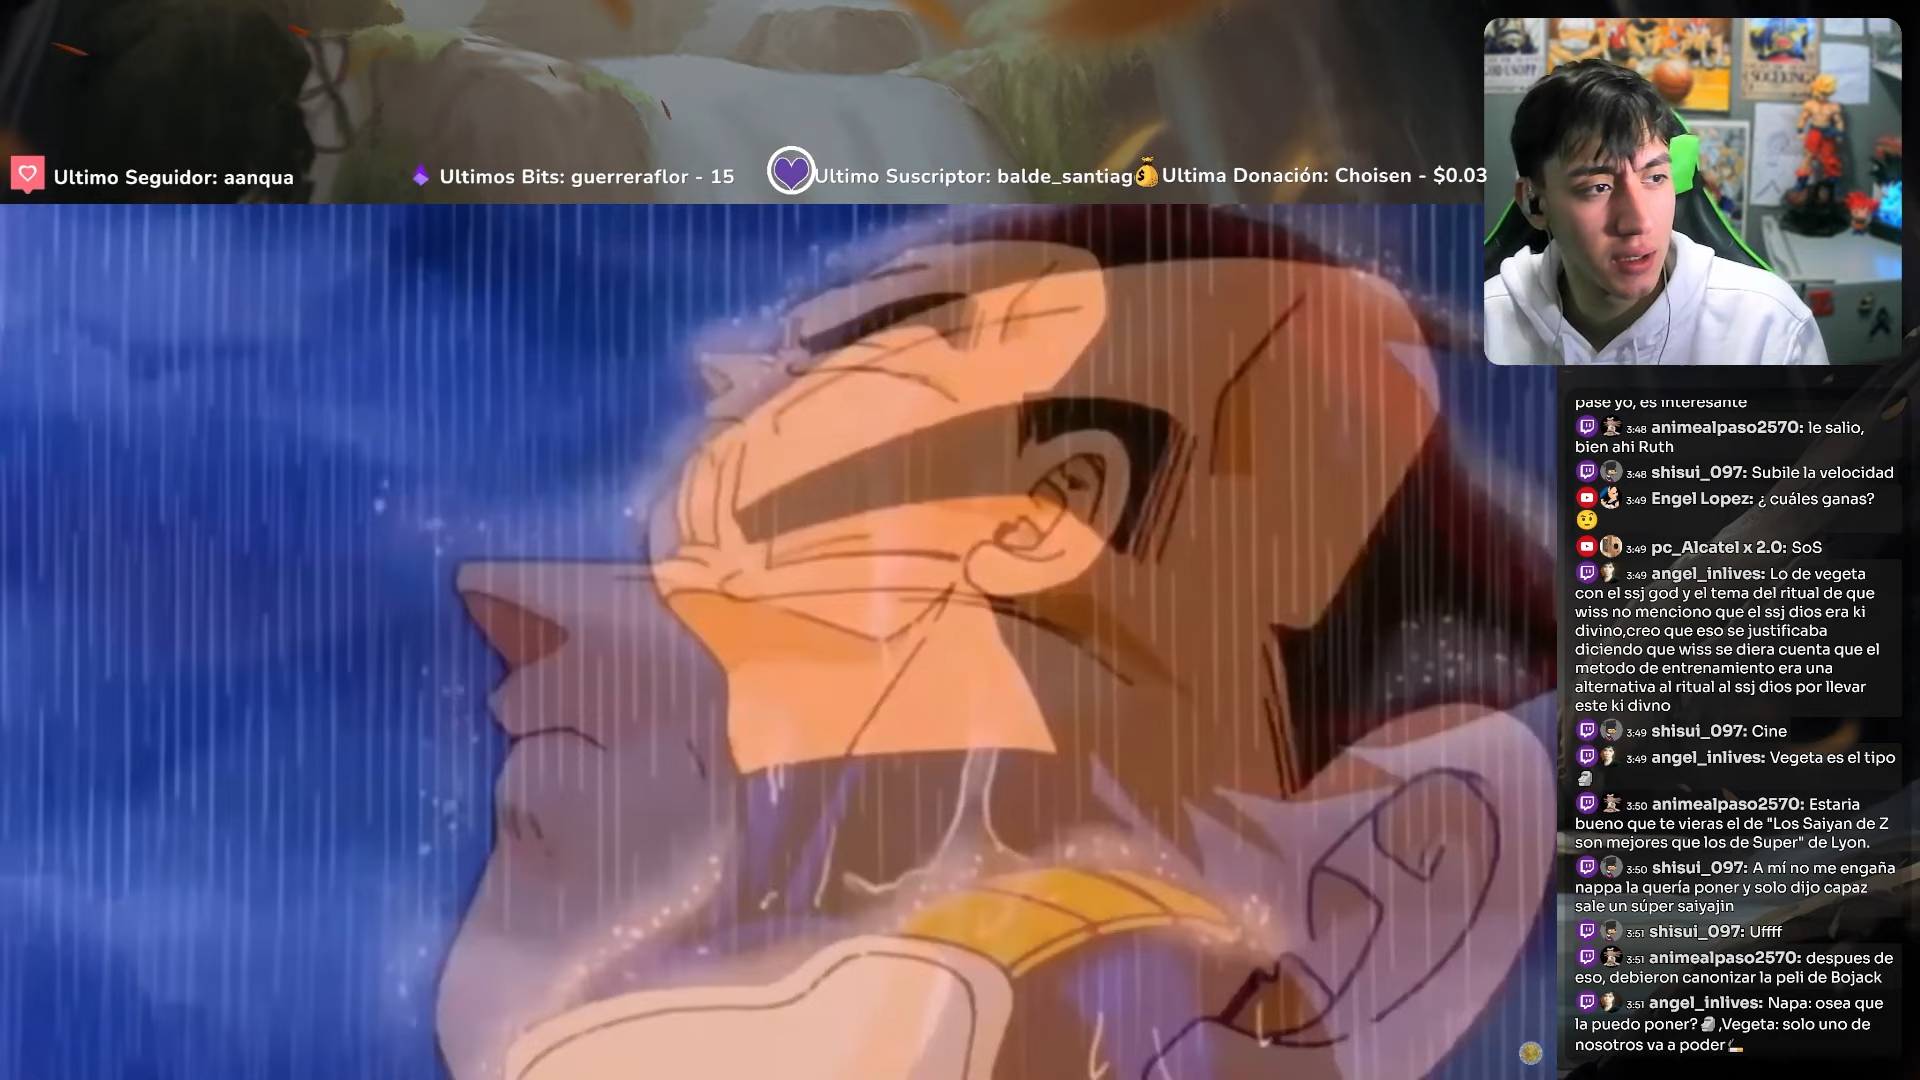 GOD USOPP
SOGEKING
Ultimo Seguidor: aanqua
Ultimos Bits: guerreraflor - 15
Ultimo Suscriptor: balde_santiag
Ultima Donación: Choisen - $0.03
pase yo, es interesante
3:48 animealpaso2570: le salio,
bien ahi Ruth
3:48 shisui_097: Subile la velocidad
3:49 Engel Lopez: ¿ cuáles ganas?
🤨
3:49 pc_Alcatel x 2.0: SoS
3:49 angel_inlives: Lo de vegeta
con el ssj god y el tema del ritual de que
wiss no menciono que el ssj dios era ki
divino,creo que eso se justificaba
diciendo que wiss se diera cuenta que el
metodo de entrenamiento era una
alternativa al ritual al ssj dios por llevar
este ki divno
3:49 shisui_097: Cine
3:49 angel_inlives: Vegeta es el tipo
🗿
3:50 animealpaso2570: Estaria
bueno que te vieras el de "Los Saiyan de Z
son mejores que los de Super" de Lyon.
3:50 shisui_097: A mí no me engaña
nappa la quería poner y solo dijo capaz
sale un súper saiyajin
3:51 shisui_097: Uffff
3:51 animealpaso2570: despues de
eso, debieron canonizar la peli de Bojack
3:51 angel_inlives: Napa: osea que
la puedo poner?🗿,Vegeta: solo uno de
nosotros va a poder🚬